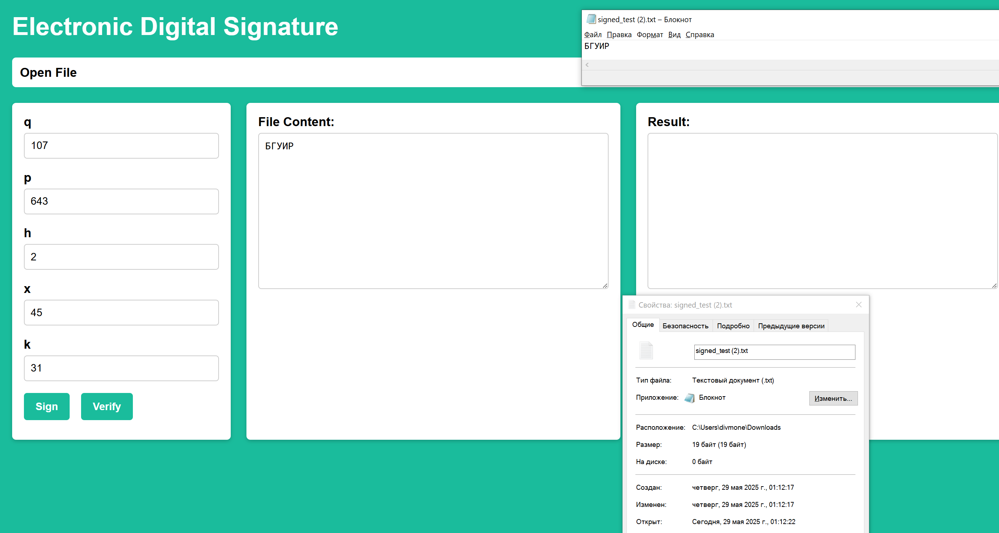 Electronic Digital Signature
Open File
q
107
p
643
h
2
x
45
k
31
Sign Verify
File Content:
БГУИР
Result:
signed_test (2).txt – Блокнот
Файл Правка Формат Вид Справка
БГУИР
Свойства: signed_test (2).txt
Общие Безопасность Подробно Предыдущие версии
signed_test (2).txt
Тип файла: Текстовый документ (.txt)
Приложение: Блокнот Изменить...
Расположение: C:\Users\divmone\Downloads
Размер: 19 байт (19 байт)
На диске: 0 байт
Создан: четверг, 29 мая 2025 г., 01:12:17
Изменен: четверг, 29 мая 2025 г., 01:12:17
Открыт: Сегодня, 29 мая 2025 г., 01:12:22